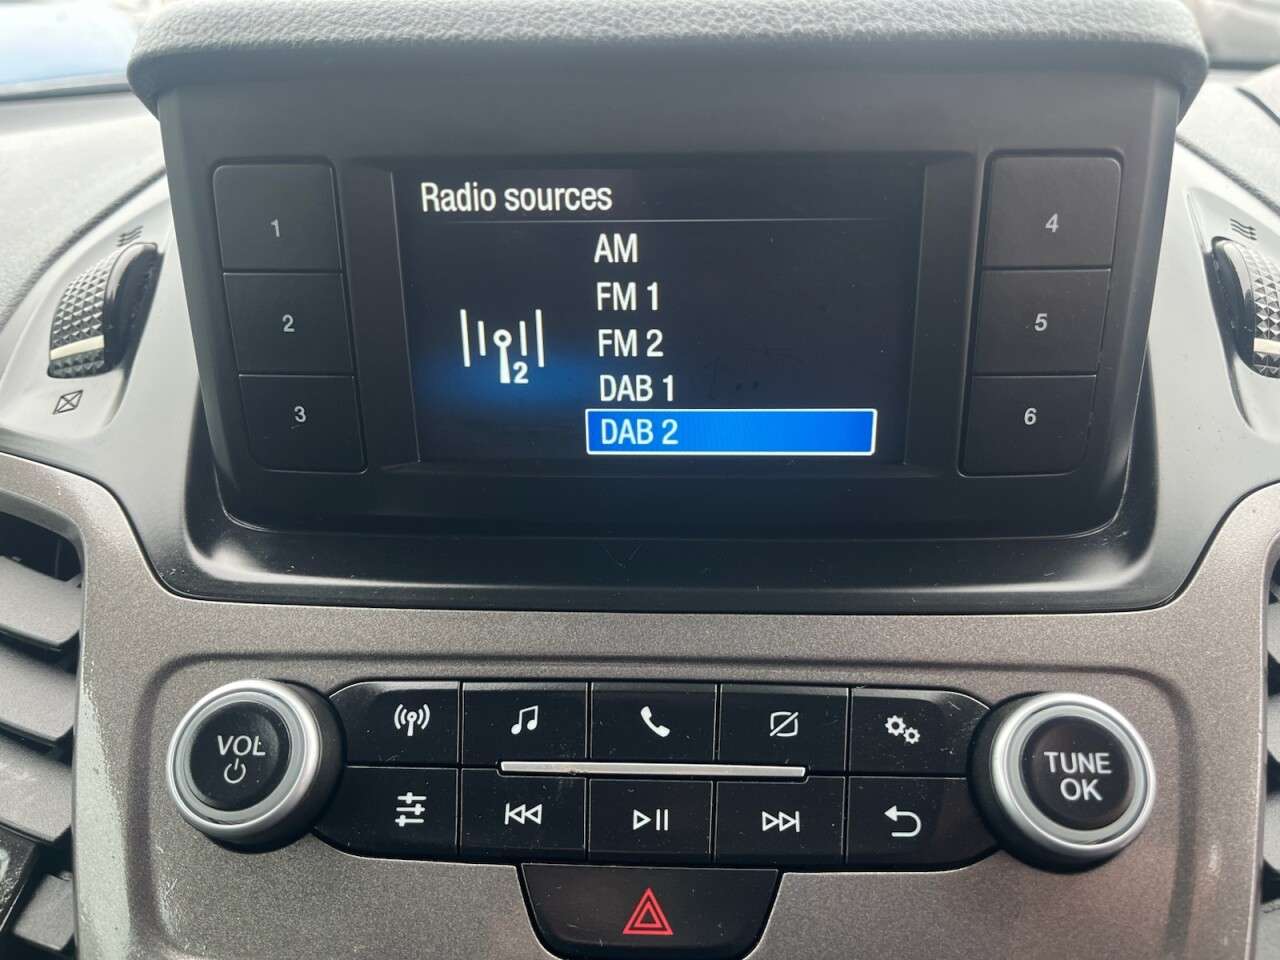 Radio sources
AM
FM 1
FM 2
DAB 1
DAB 2
2
1
2
3
4
5
6
VOL
TUNE
OK